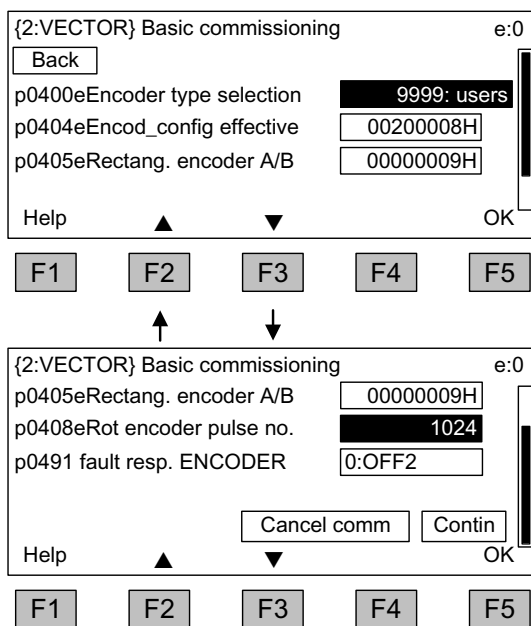 {2:VECTOR} Basic commissioning e:0
Back
p0400eEncoder type selection 9999: users
p0404eEncod_config effective 00200008H
p0405eRectang. encoder A/B 00000009H
Help ▲ ▼ OK
F1 F2 F3 F4 F5
{2:VECTOR} Basic commissioning e:0
p0405eRectang. encoder A/B 00000009H
p0408eRot encoder pulse no. 1024
p0491 fault resp. ENCODER 0:OFF2
Cancel comm Contin
Help ▲ ▼ OK
F1 F2 F3 F4 F5